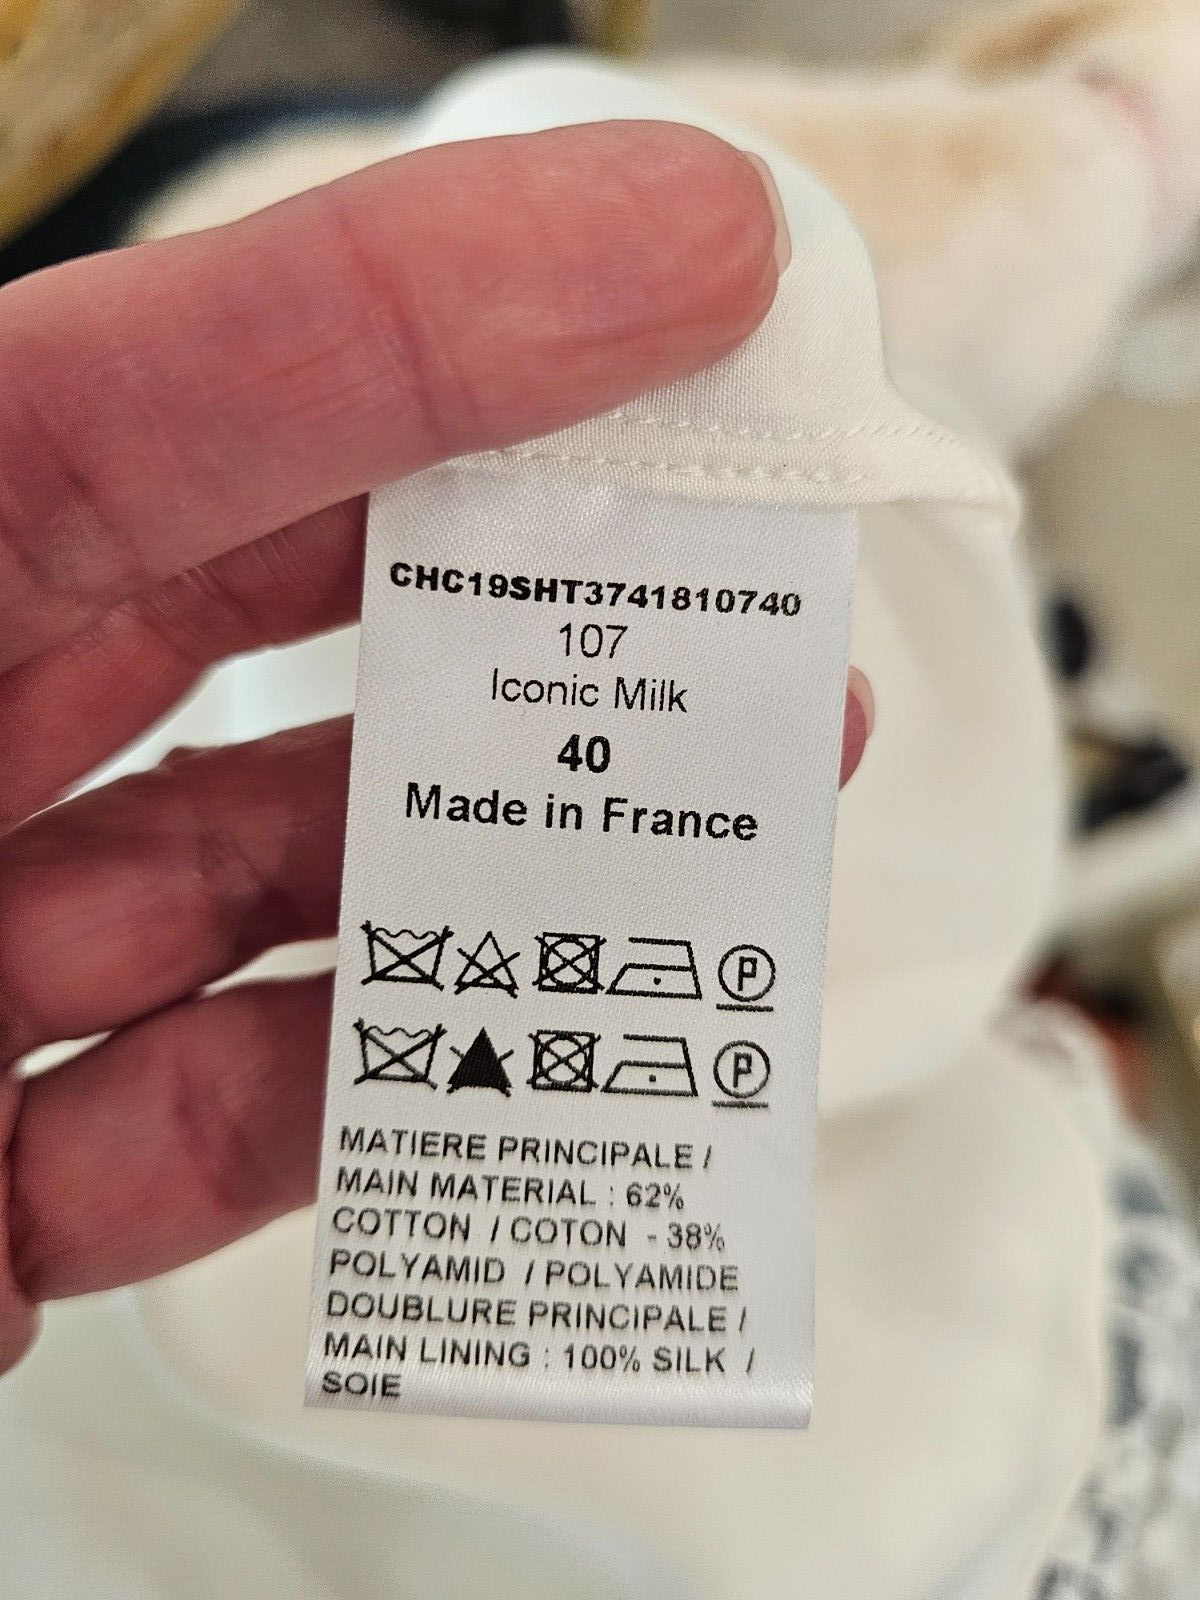 CHC19SHT3741810740
107
Iconic Milk
40
Made in France
P
P
MATIERE PRINCIPALE /
MAIN MATERIAL : 62%
COTTON / COTON - 38%
POLYAMID / POLYAMIDE
DOUBLURE PRINCIPALE /
MAIN LINING : 100% SILK /
SOIE